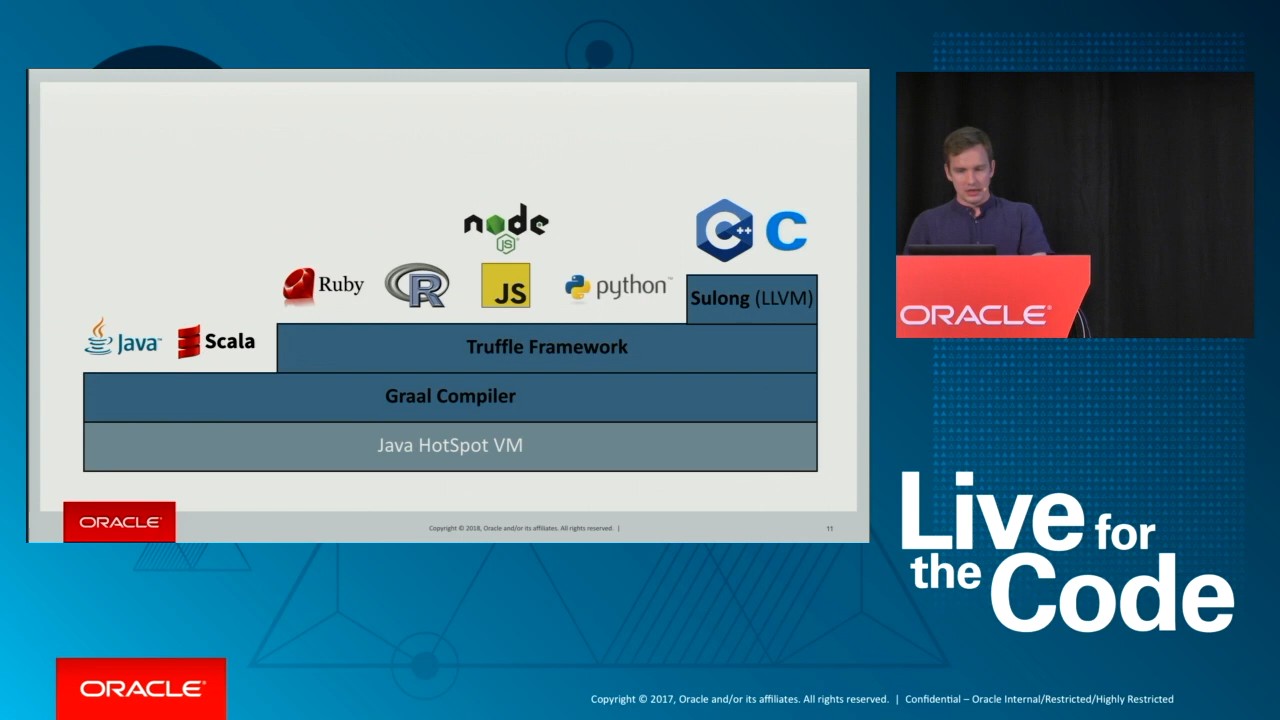 node
JS
C++
C
Ruby
R
JS
python™
Sulong (LLVM)
Java™
Scala
Truffle Framework
Graal Compiler
Java HotSpot VM
ORACLE®
Copyright © 2018, Oracle and/or its affiliates. All rights reserved. |
11
ORACLE®
Live for
the Code
ORACLE®
Copyright © 2017, Oracle and/or its affiliates. All rights reserved. | Confidential – Oracle Internal/Restricted/Highly Restricted